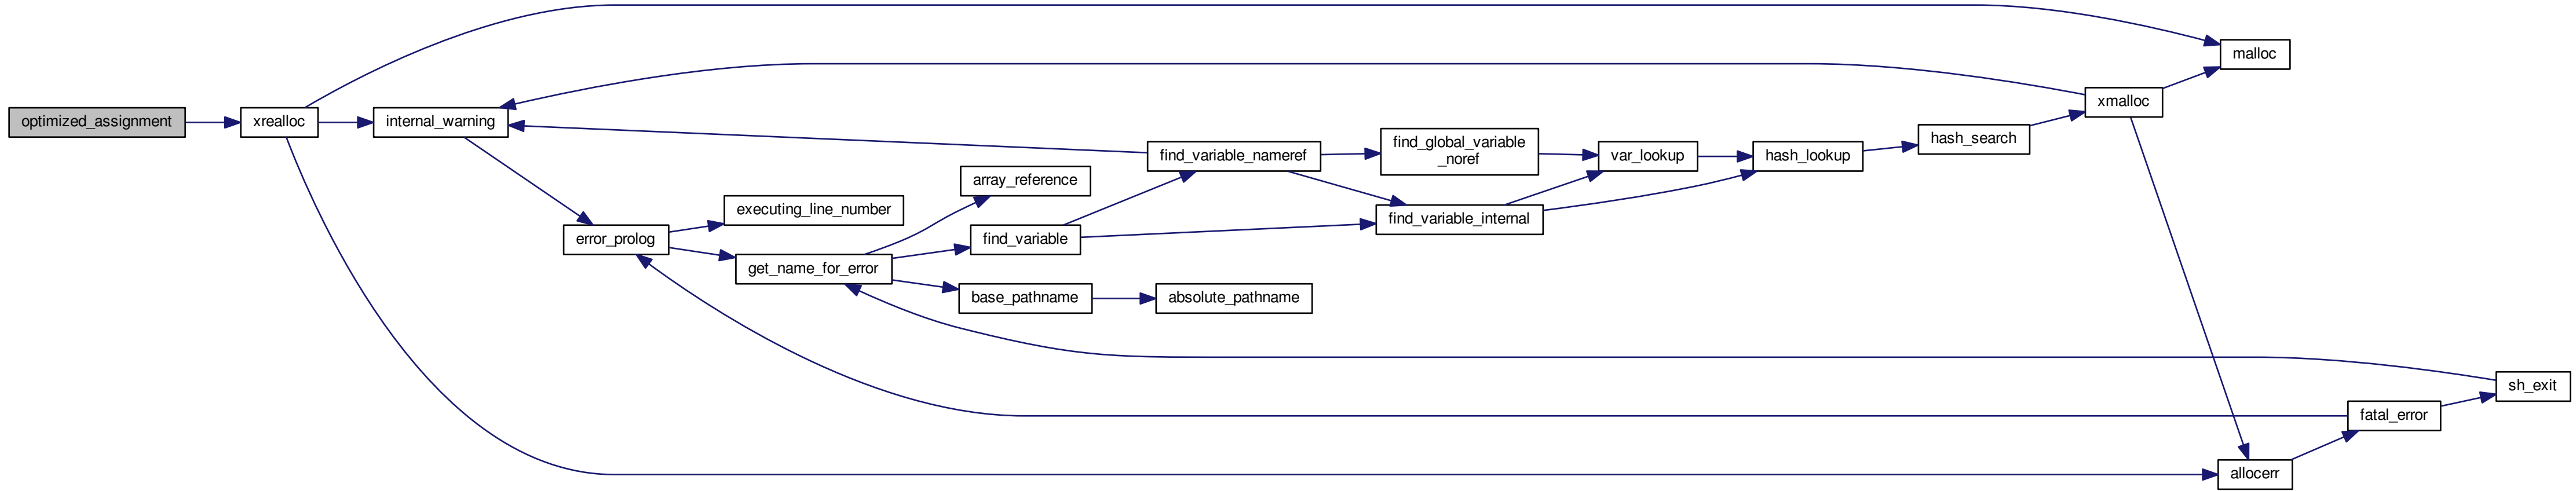 optimized_assignment
xrealloc
internal_warning
error_prolog
executing_line_number
get_name_for_error
array_reference
find_variable
base_pathname
absolute_pathname
find_variable_nameref
find_global_variable
_noref
find_variable_internal
var_lookup
hash_lookup
hash_search
xmalloc
malloc
allocerr
fatal_error
sh_exit